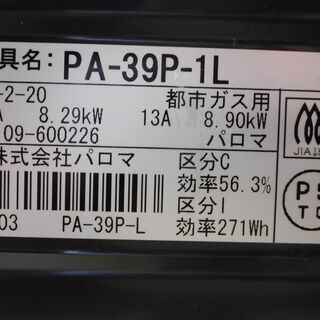 具名: PA-39P-1L
-2-20 都市ガス用
A 8.29kW 13A 8.90kW
09-600226 パロマ
株式会社パロマ 区分C
効率56.3%
区分I
03 PA-39P-L 効率271Wh
JIA
PS